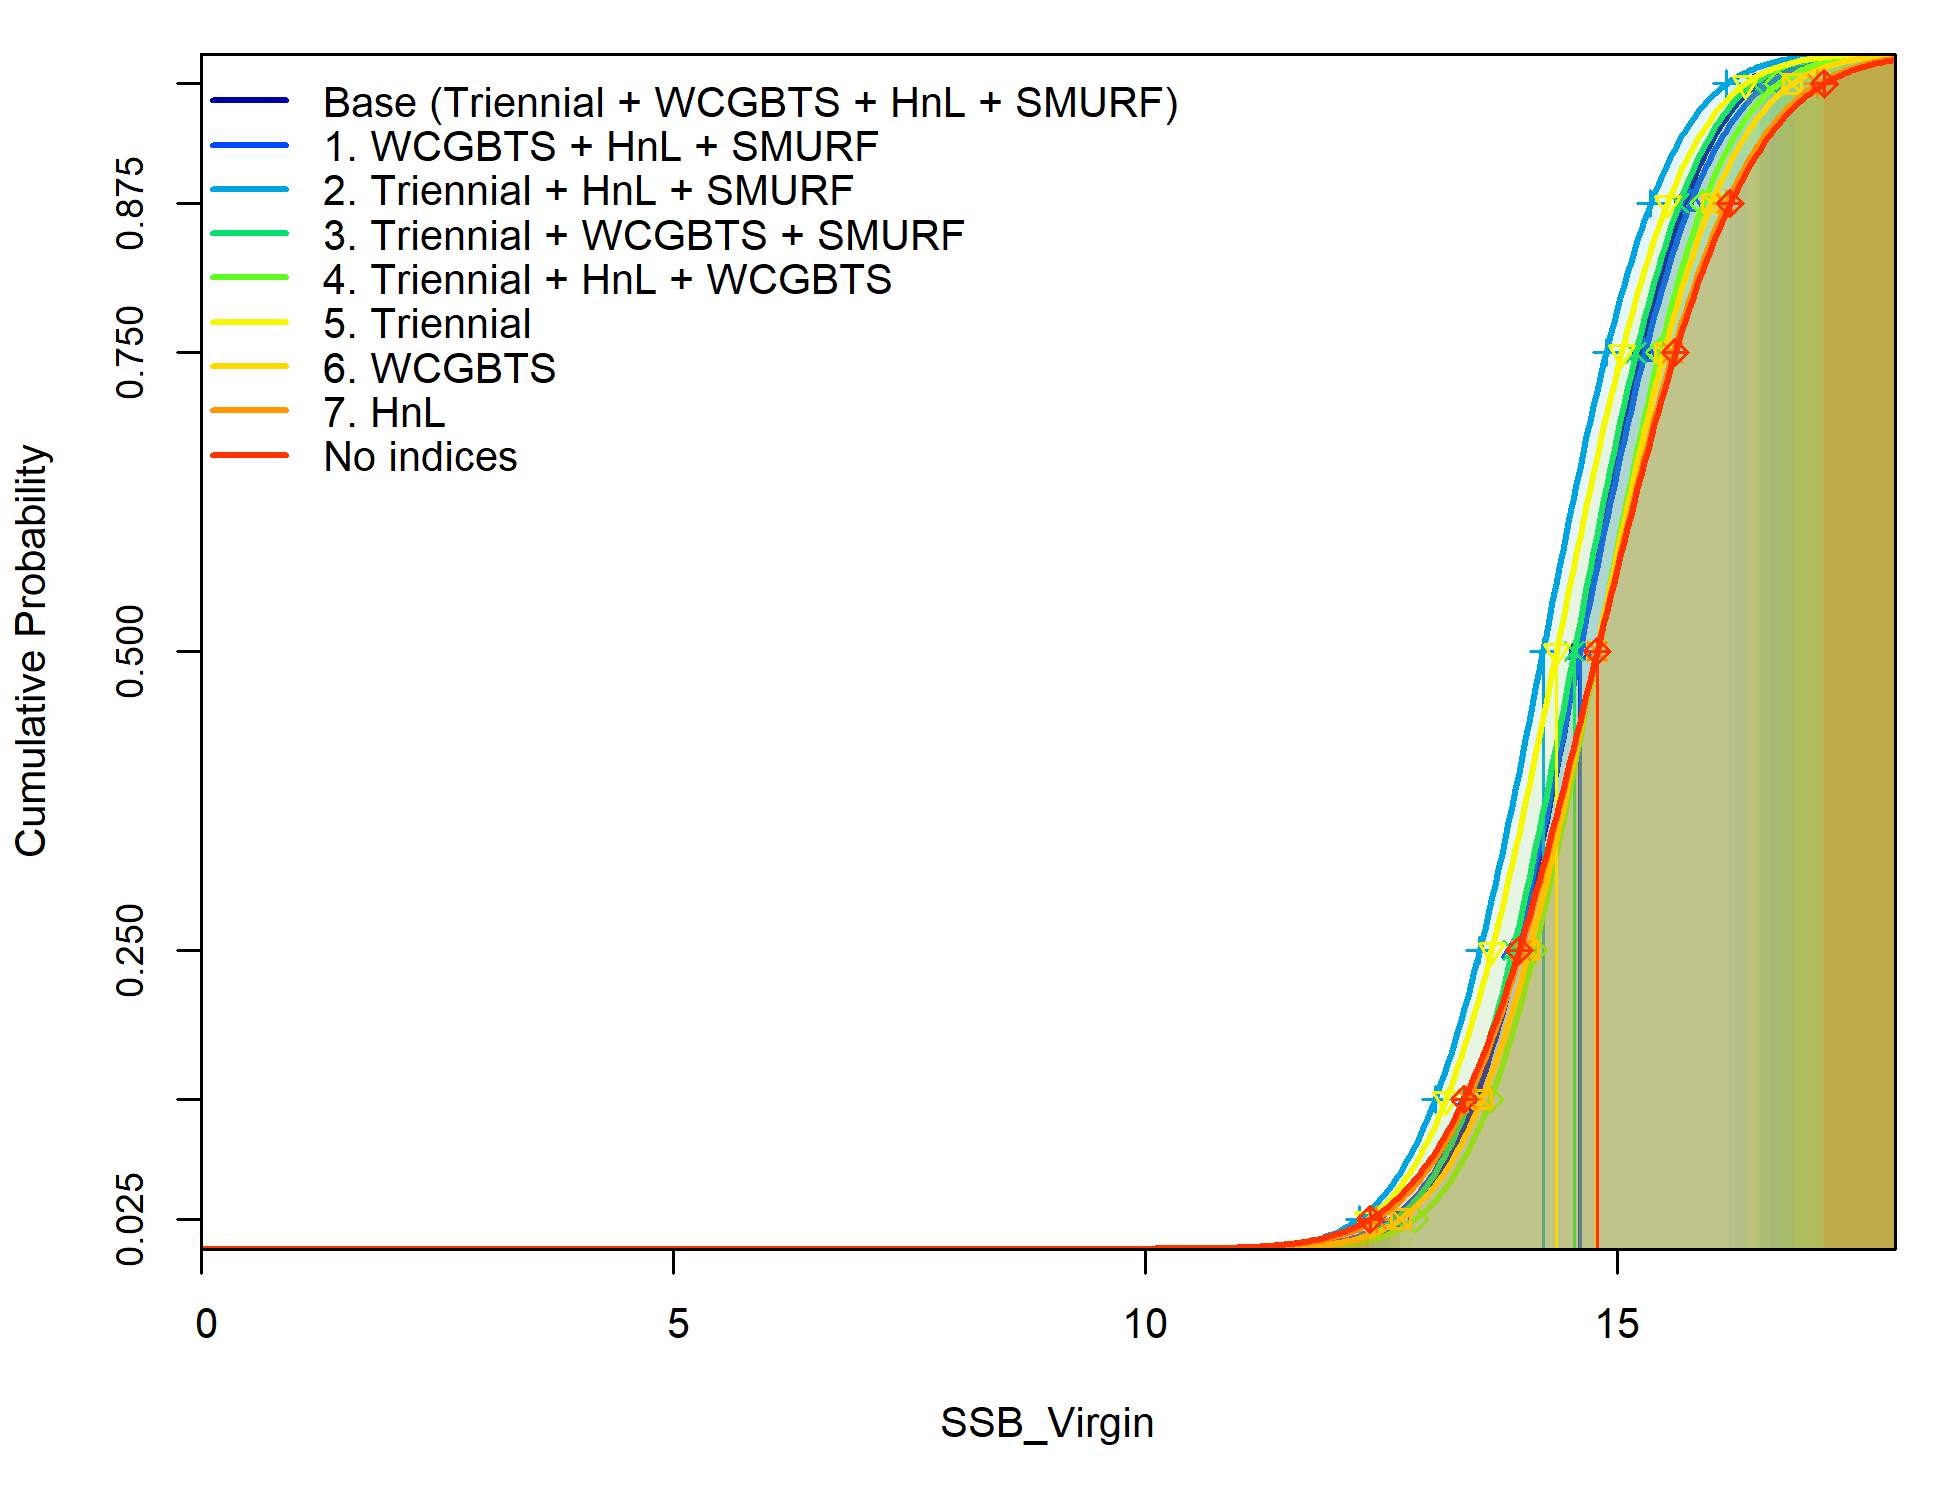 Base (Triennial + WCGBTS + HnL + SMURF)
1. WCGBTS + HnL + SMURF
2. Triennial + HnL + SMURF
3. Triennial + WCGBTS + SMURF
4. Triennial + HnL + WCGBTS
5. Triennial
6. WCGBTS
7. HnL
No indices
Cumulative Probability
0.875
0.750
0.500
0.250
0.025
0 5 10 15
SSB_Virgin